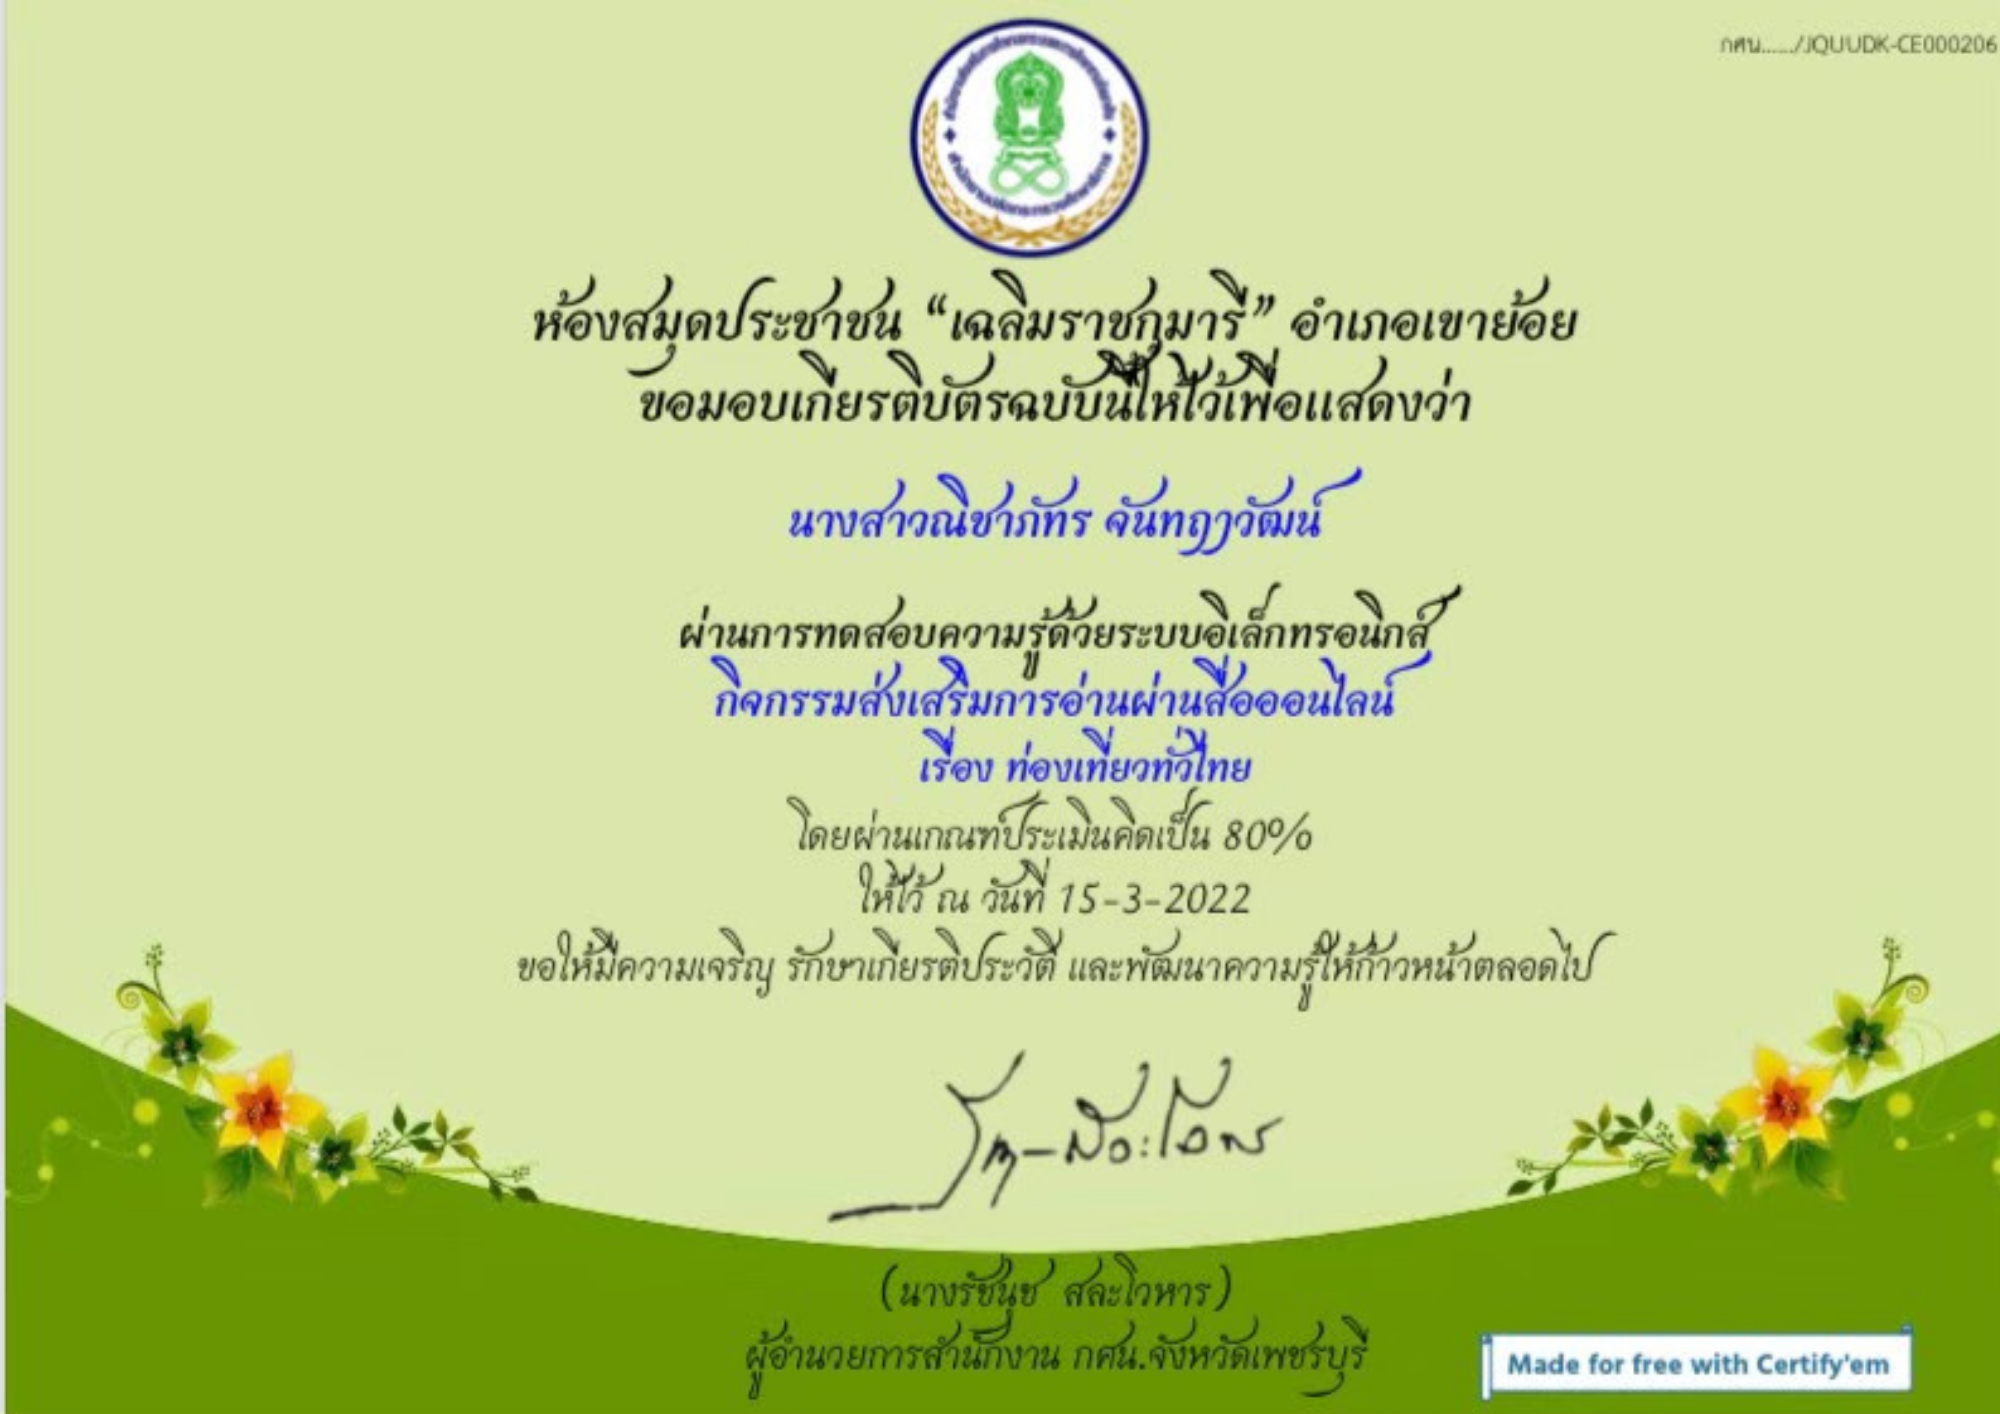 กศน....../JQUUDK-CE000206
ห้องสมุดประชาชน “เฉลิมราชกุมารี” อำเภอเขาย้อย
ขอมอบเกียรติบัตรฉบับนี้ให้ไว้เพื่อแสดงว่า
นางสาวณิชาภัทร จันทฤาวัฒน์
ผ่านการทดสอบความรู้ด้วยระบบอิเล็กทรอนิกส์
กิจกรรมส่งเสริมการอ่านผ่านสื่อออนไลน์
เรื่อง ท่องเที่ยวทั่วไทย
โดยผ่านเกณฑ์ประเมินคิดเป็น 80%
ให้ไว้ ณ วันที่ 15-3-2022
ขอให้มีความเจริญ รักษาเกียรติประวัติ และพัฒนาความรู้ให้ก้าวหน้าตลอดไป
(นางรัชนุช สละโวหาร)
ผู้อำนวยการสำนักงาน กศน.จังหวัดเพชรบุรี
Made for free with Certify'em